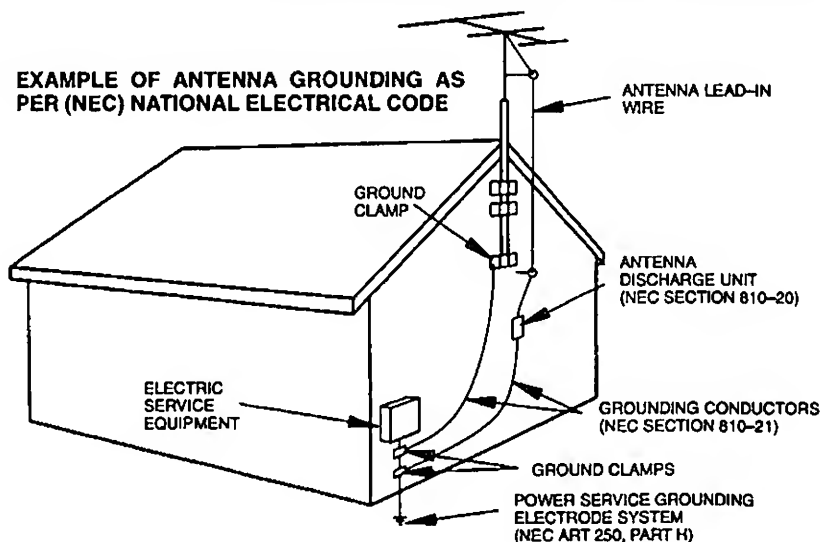 EXAMPLE OF ANTENNA GROUNDING AS
PER (NEC) NATIONAL ELECTRICAL CODE
ANTENNA LEAD-IN
WIRE
GROUND
CLAMP
ANTENNA
DISCHARGE UNIT
(NEC SECTION 810-20)
ELECTRIC
SERVICE
EQUIPMENT
GROUNDING CONDUCTORS
(NEC SECTION 810-21)
GROUND CLAMPS
POWER SERVICE GROUNDING
ELECTRODE SYSTEM
(NEC ART 250, PART H)